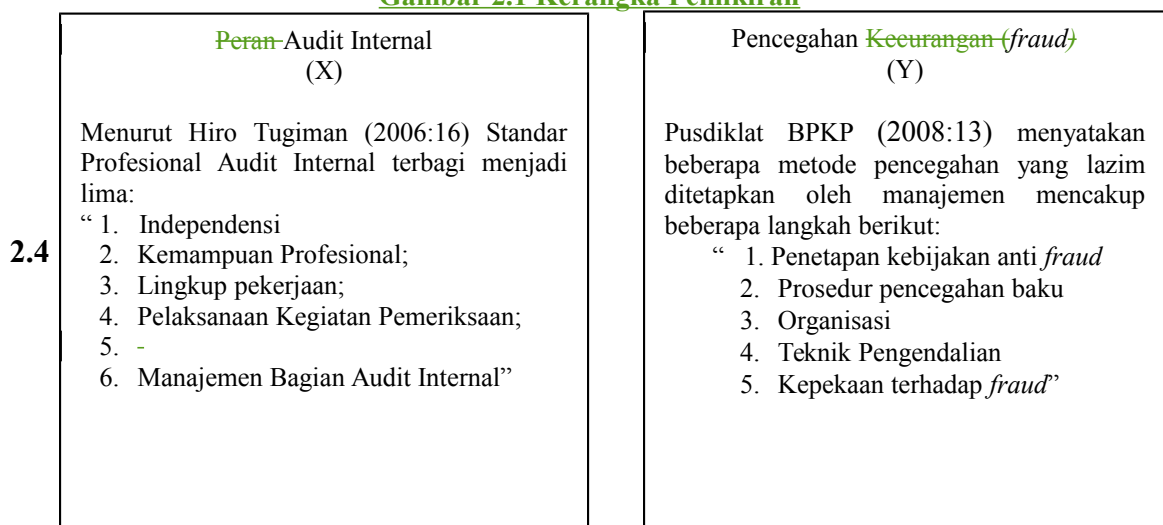 Gambar 2.1 Kerangka Pemikiran
Peran Audit Internal
(X)
Menurut Hiro Tugiman (2006:16) Standar
Profesional Audit Internal terbagi menjadi
lima:
“ 1. Independensi
2. Kemampuan Profesional;
3. Lingkup pekerjaan;
4. Pelaksanaan Kegiatan Pemeriksaan;
5. -
6. Manajemen Bagian Audit Internal”
Pencegahan Kecurangan (fraud)
(Y)
Pusdiklat BPKP (2008:13) menyatakan
beberapa metode pencegahan yang lazim
ditetapkan oleh manajemen mencakup
beberapa langkah berikut:
“ 1. Penetapan kebijakan anti fraud
2. Prosedur pencegahan baku
3. Organisasi
4. Teknik Pengendalian
5. Kepekaan terhadap fraud”
2.4